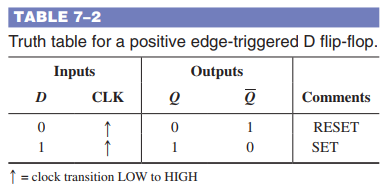 TABLE 7–2
Truth table for a positive edge-triggered D flip-flop.
Inputs Outputs
D CLK Q Q̅ Comments
0 ↑ 0 1 RESET
1 ↑ 1 0 SET
↑ = clock transition LOW to HIGH